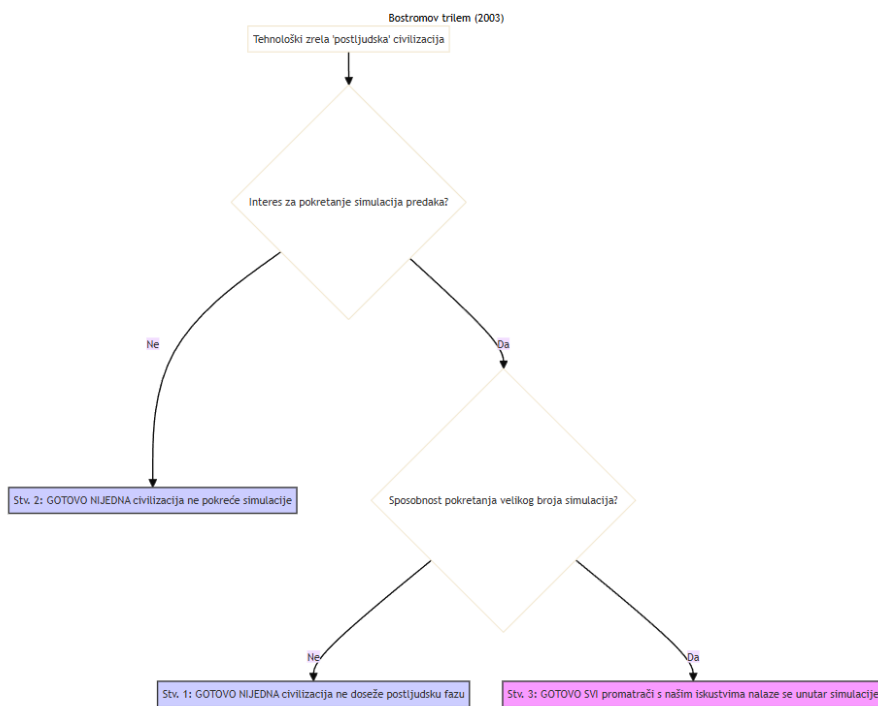 Bostromov trilem (2003)
Tehnološki zrela 'postljudska' civilizacija
Interes za pokretanje simulacija predaka?
Ne
Da
Stv. 2: GOTOVO NIJEDNA civilizacija ne pokreće simulacije
Sposobnost pokretanja velikog broja simulacija?
Ne
Da
Stv. 1: GOTOVO NIJEDNA civilizacija ne doseže postljudsku fazu
Stv. 3: GOTOVO SVI promatrači s našim iskustvima nalaze se unutar simulacije